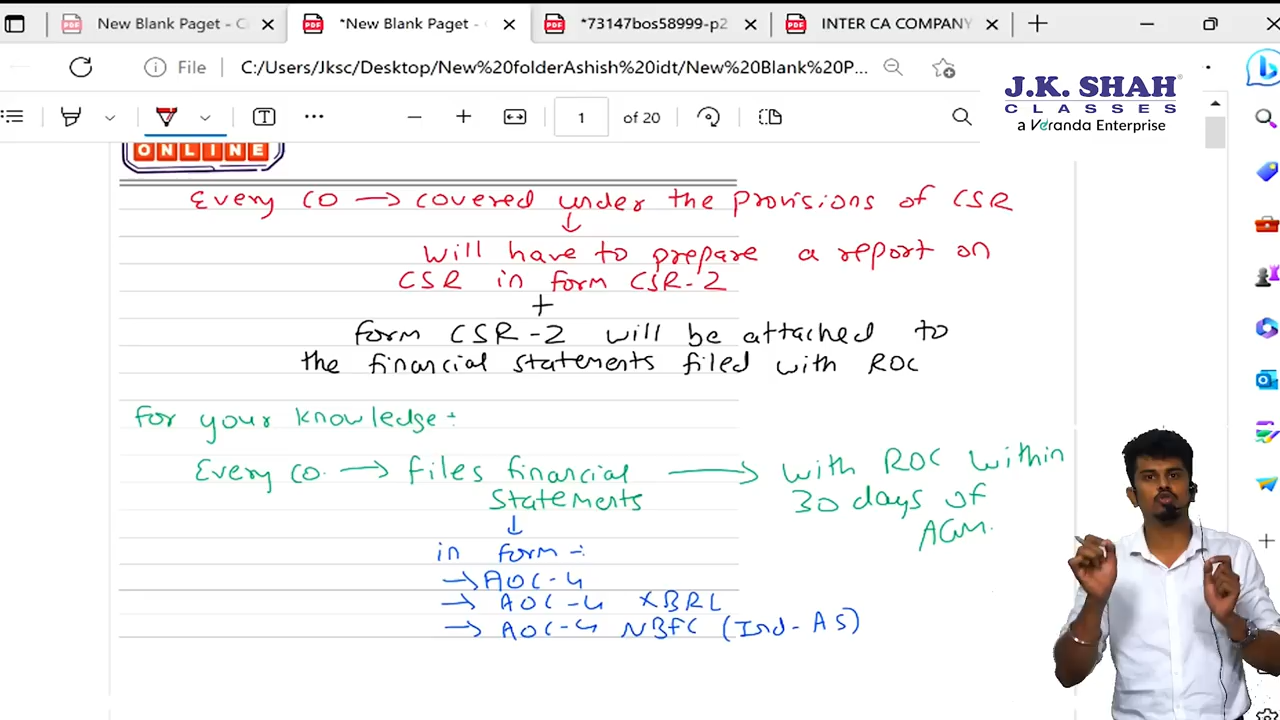 New Blank Paget - C
*New Blank Paget - C
*73147bos58999-p2
INTER CA COMPANY
File
C:/Users/Jksc/Desktop/New%20folderAshish%20idt/New%20Blank%20P...
J.K. SHAH
CLASSES
a Veranda Enterprise
1 of 20
ONLINE
Every CO → covered under the provisions of CSR
↓
will have to prepare a report on
CSR in form CSR-2
+
form CSR-2 will be attached to
the financial statements filed with ROC
For your knowledge :-
Every co. → files financial → with ROC within
statements 30 days of
AGM.
↓
in form :-
→ AOC-4
→ AOC-4 XBRL
→ AOC-4 NBFC (Ind-AS)